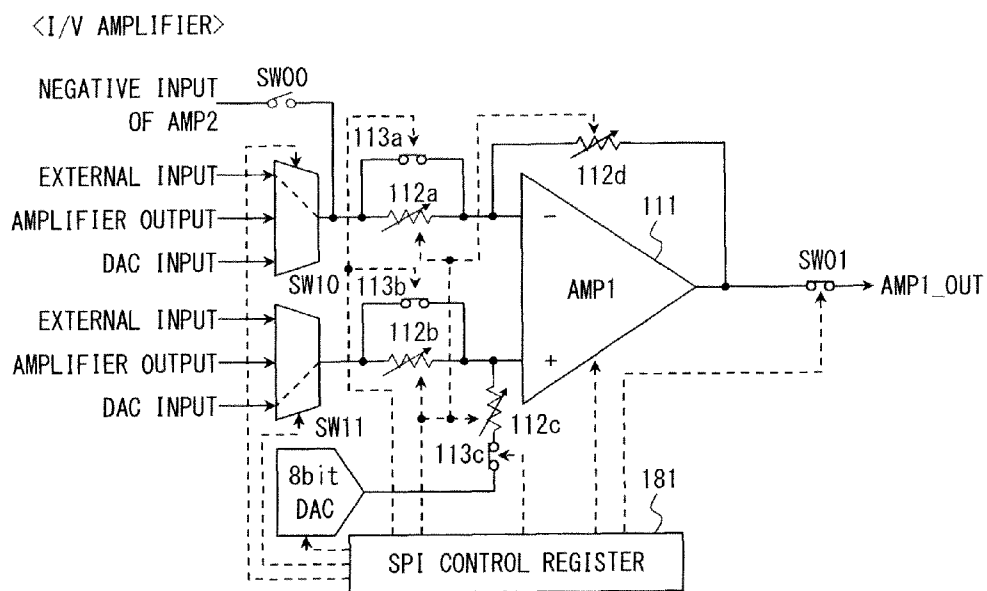 <I/V AMPLIFIER>
NEGATIVE INPUT
OF AMP2
SW00
EXTERNAL INPUT
AMPLIFIER OUTPUT
DAC INPUT
SW10
113a
112a
112d
111
AMP1
−
+
SW01
AMP1_OUT
EXTERNAL INPUT
AMPLIFIER OUTPUT
DAC INPUT
SW11
113b
112b
112c
113c
8bit
DAC
181
SPI CONTROL REGISTER